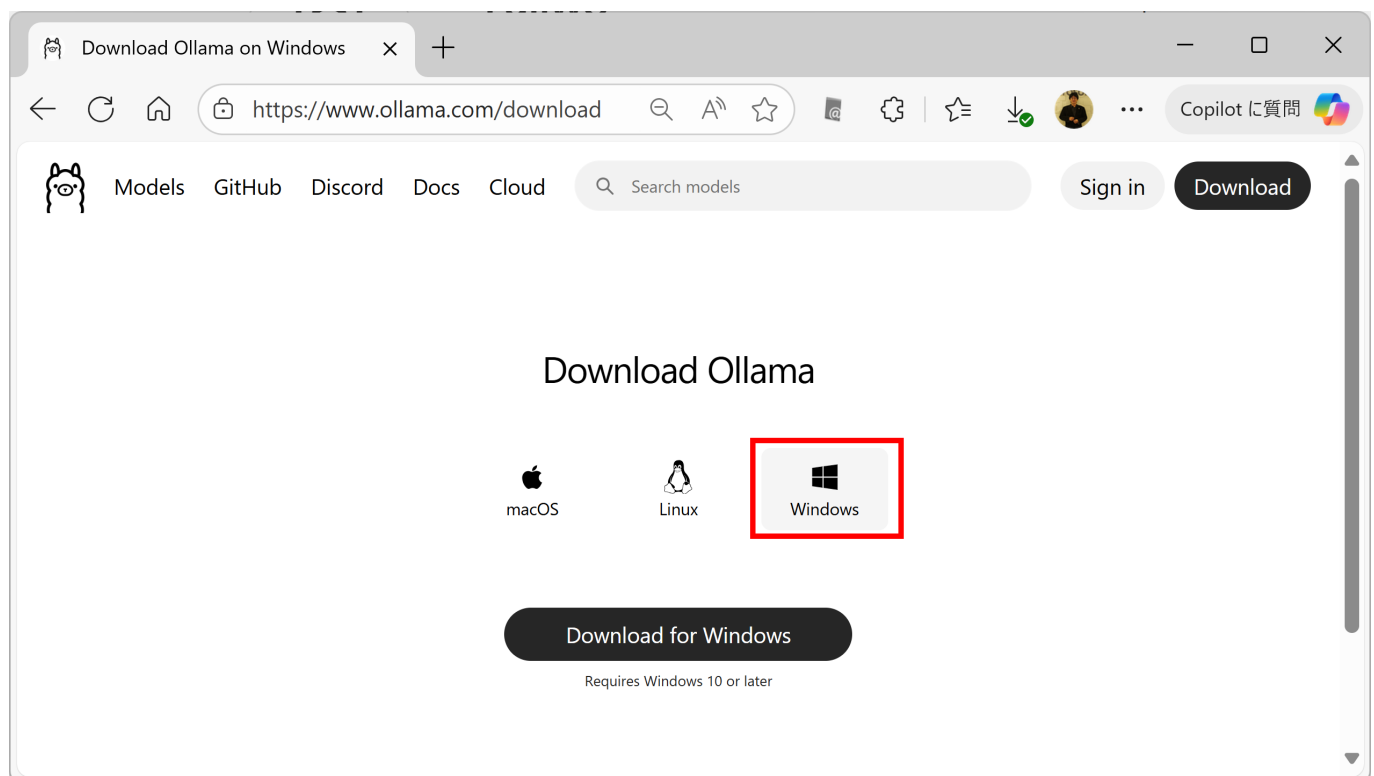 Download Ollama on Windows
https://www.ollama.com/download
Copilot に質問
Models GitHub Discord Docs Cloud Search models Sign in Download
Download Ollama
macOS Linux Windows
Download for Windows
Requires Windows 10 or later